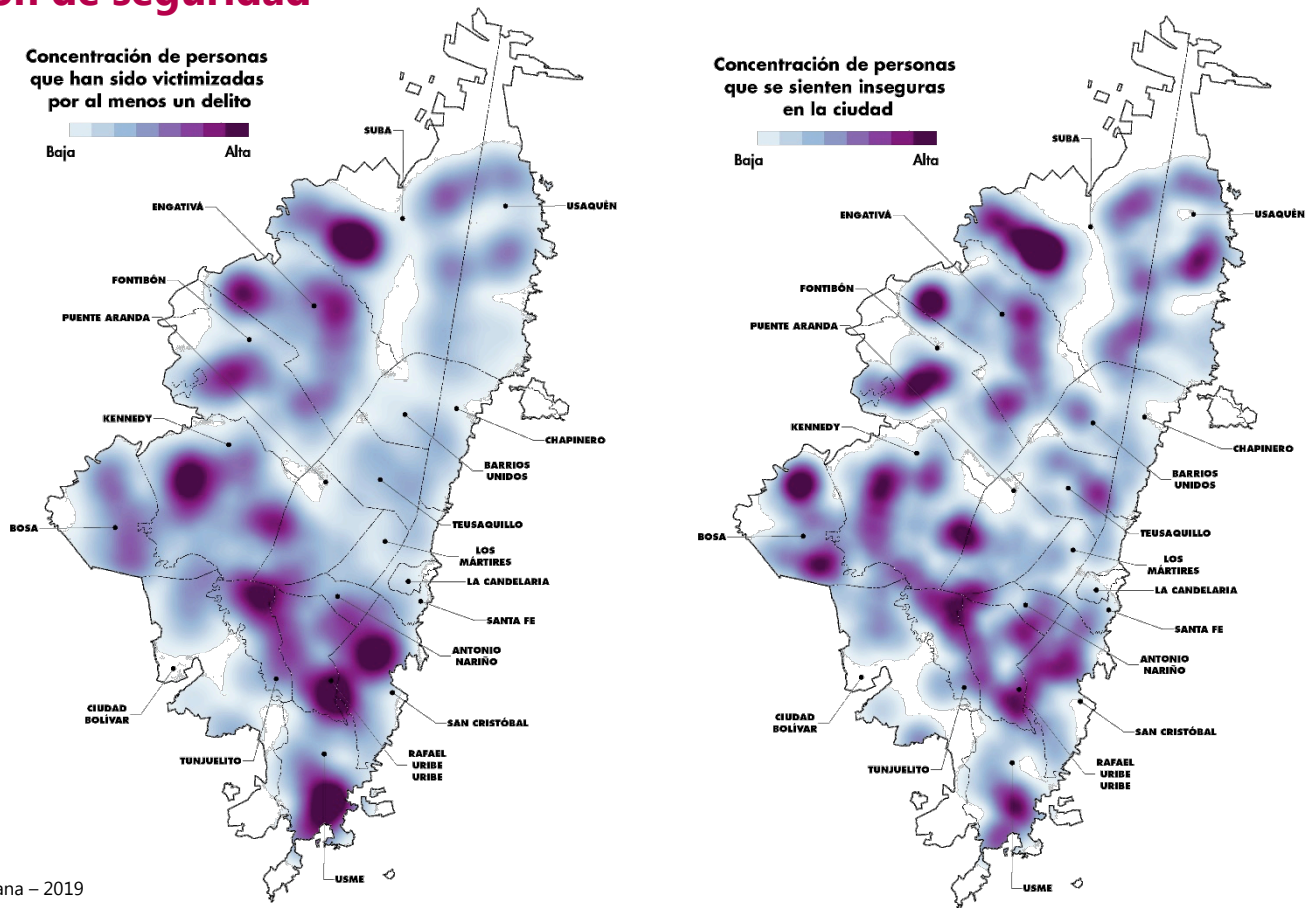 ón de seguridad
Concentración de personas
que han sido victimizadas
por al menos un delito
Baja
Alta
SUBA
USAQUÉN
ENGATIVÁ
FONTIBÓN
PUENTE ARANDA
KENNEDY
CHAPINERO
BARRIOS
UNIDOS
BOSA
TEUSAQUILLO
LOS
MÁRTIRES
LA CANDELARIA
SANTA FE
ANTONIO
NARIÑO
CIUDAD
BOLÍVAR
SAN CRISTÓBAL
TUNJUELITO
RAFAEL
URIBE
URIBE
USME
Concentración de personas
que se sienten inseguras
en la ciudad
Baja
Alta
SUBA
USAQUÉN
ENGATIVÁ
FONTIBÓN
PUENTE ARANDA
KENNEDY
CHAPINERO
BARRIOS
UNIDOS
BOSA
TEUSAQUILLO
LOS
MÁRTIRES
LA CANDELARIA
SANTA FE
ANTONIO
NARIÑO
CIUDAD
BOLÍVAR
SAN CRISTÓBAL
TUNJUELITO
RAFAEL
URIBE
URIBE
USME
ana – 2019